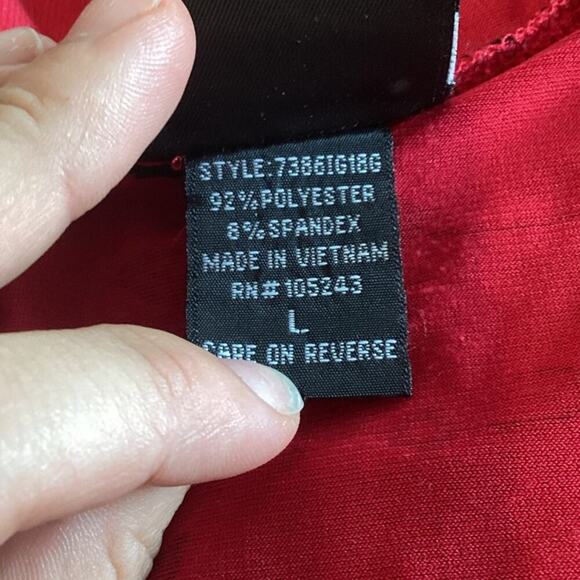 STYLE:7386IG18G
92%POLYESTER
8%SPANDEX
MADE IN VIETNAM
RN#105243
L
CARE ON REVERSE